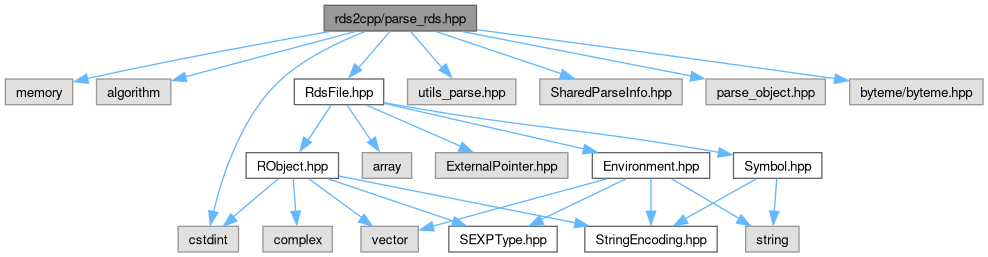 rds2cpp/parse_rds.hpp
memory
algorithm
RdsFile.hpp
utils_parse.hpp
SharedParseInfo.hpp
parse_object.hpp
byteme/byteme.hpp
RObject.hpp
array
ExternalPointer.hpp
Environment.hpp
Symbol.hpp
cstdint
complex
vector
SEXPType.hpp
StringEncoding.hpp
string